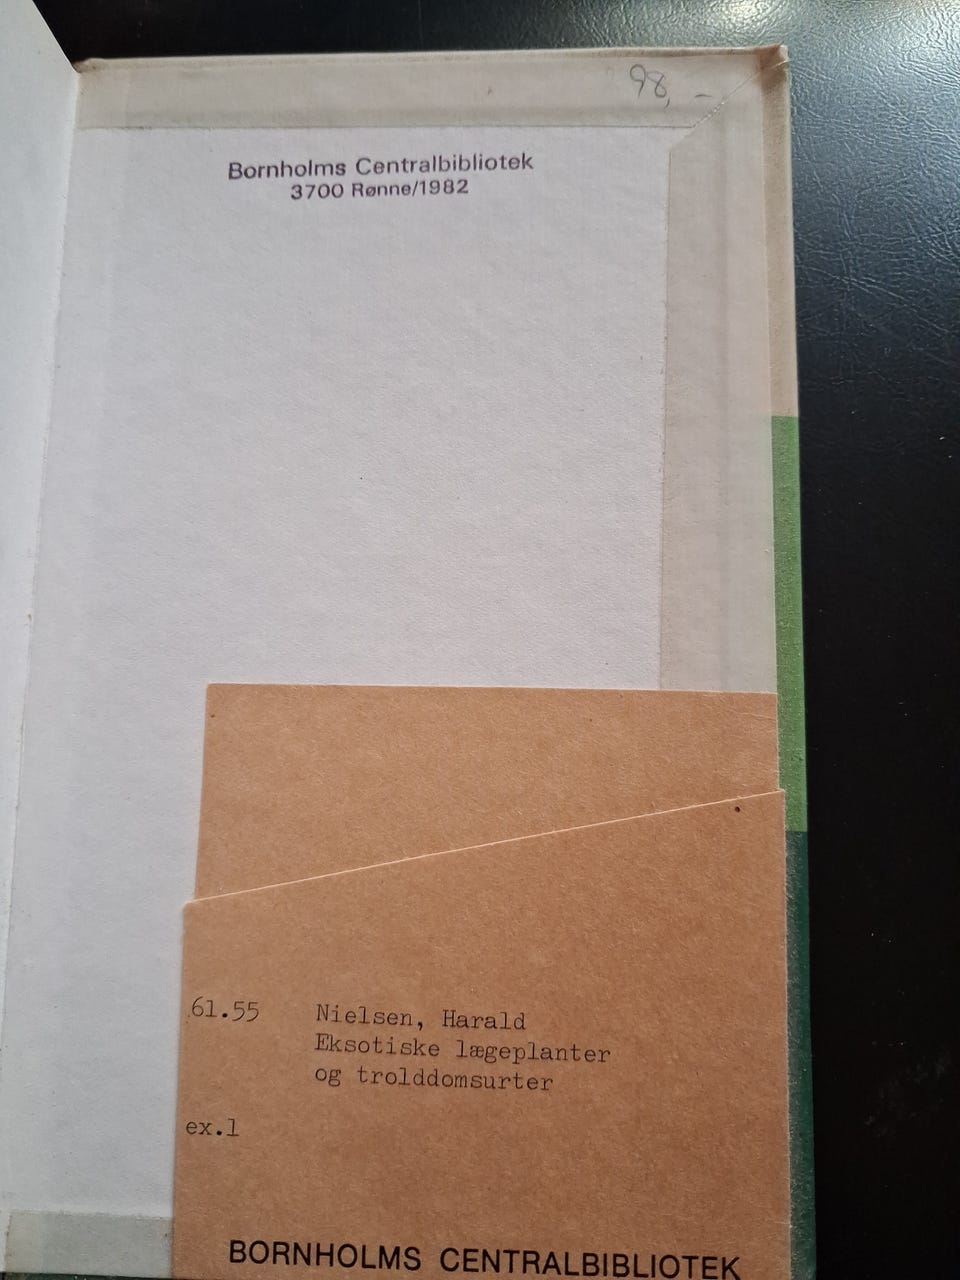 98,-
Bornholms Centralbibliotek
3700 Rønne/1982
61.55 Nielsen, Harald
Eksotiske lægeplanter
og trolddomsurter
ex.1
BORNHOLMS CENTRALBIBLIOTEK